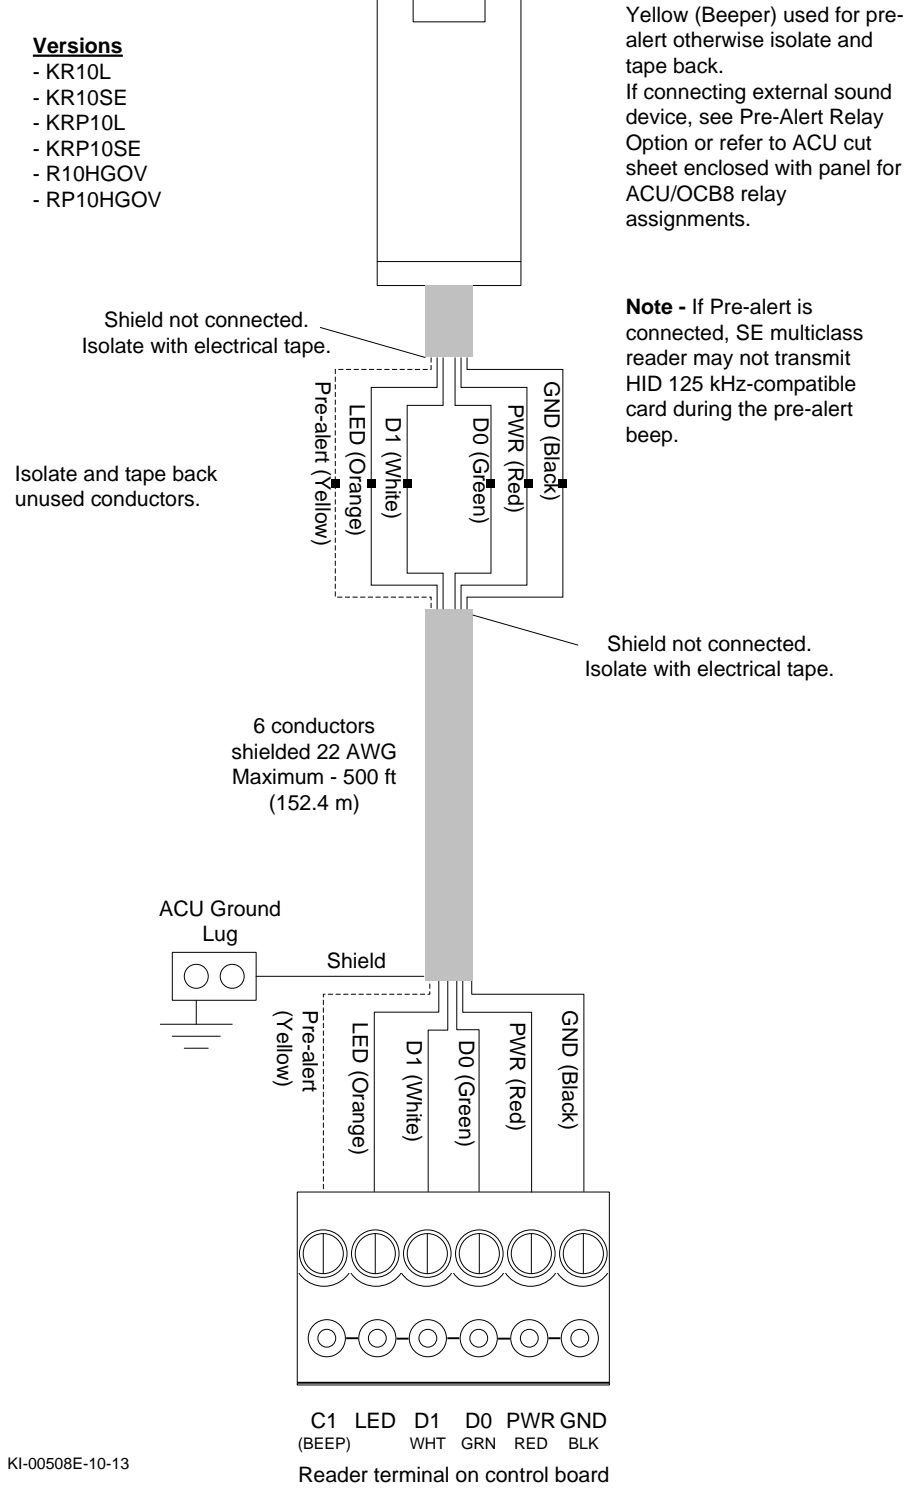 Yellow (Beeper) used for pre-
alert otherwise isolate and
tape back.
If connecting external sound
device, see Pre-Alert Relay
Option or refer to ACU cut
sheet enclosed with panel for
ACU/OCB8 relay
assignments.
Versions
- KR10L
- KR10SE
- KRP10L
- KRP10SE
- R10HGOV
- RP10HGOV
Note - If Pre-alert is
connected, SE multiclass
reader may not transmit
HID 125 kHz-compatible
card during the pre-alert
beep.
Shield not connected.
Isolate with electrical tape.
Pre-alert (Yellow)
LED (Orange)
D1 (White)
D0 (Green)
PWR (Red)
GND (Black)
Isolate and tape back
unused conductors.
Shield not connected.
Isolate with electrical tape.
6 conductors
shielded 22 AWG
Maximum - 500 ft
(152.4 m)
ACU Ground
Lug
Shield
Pre-alert
(Yellow)
LED (Orange)
D1 (White)
D0 (Green)
PWR (Red)
GND (Black)
C1 LED D1 D0 PWR GND
(BEEP) WHT GRN RED BLK
Reader terminal on control board
KI-00508E-10-13